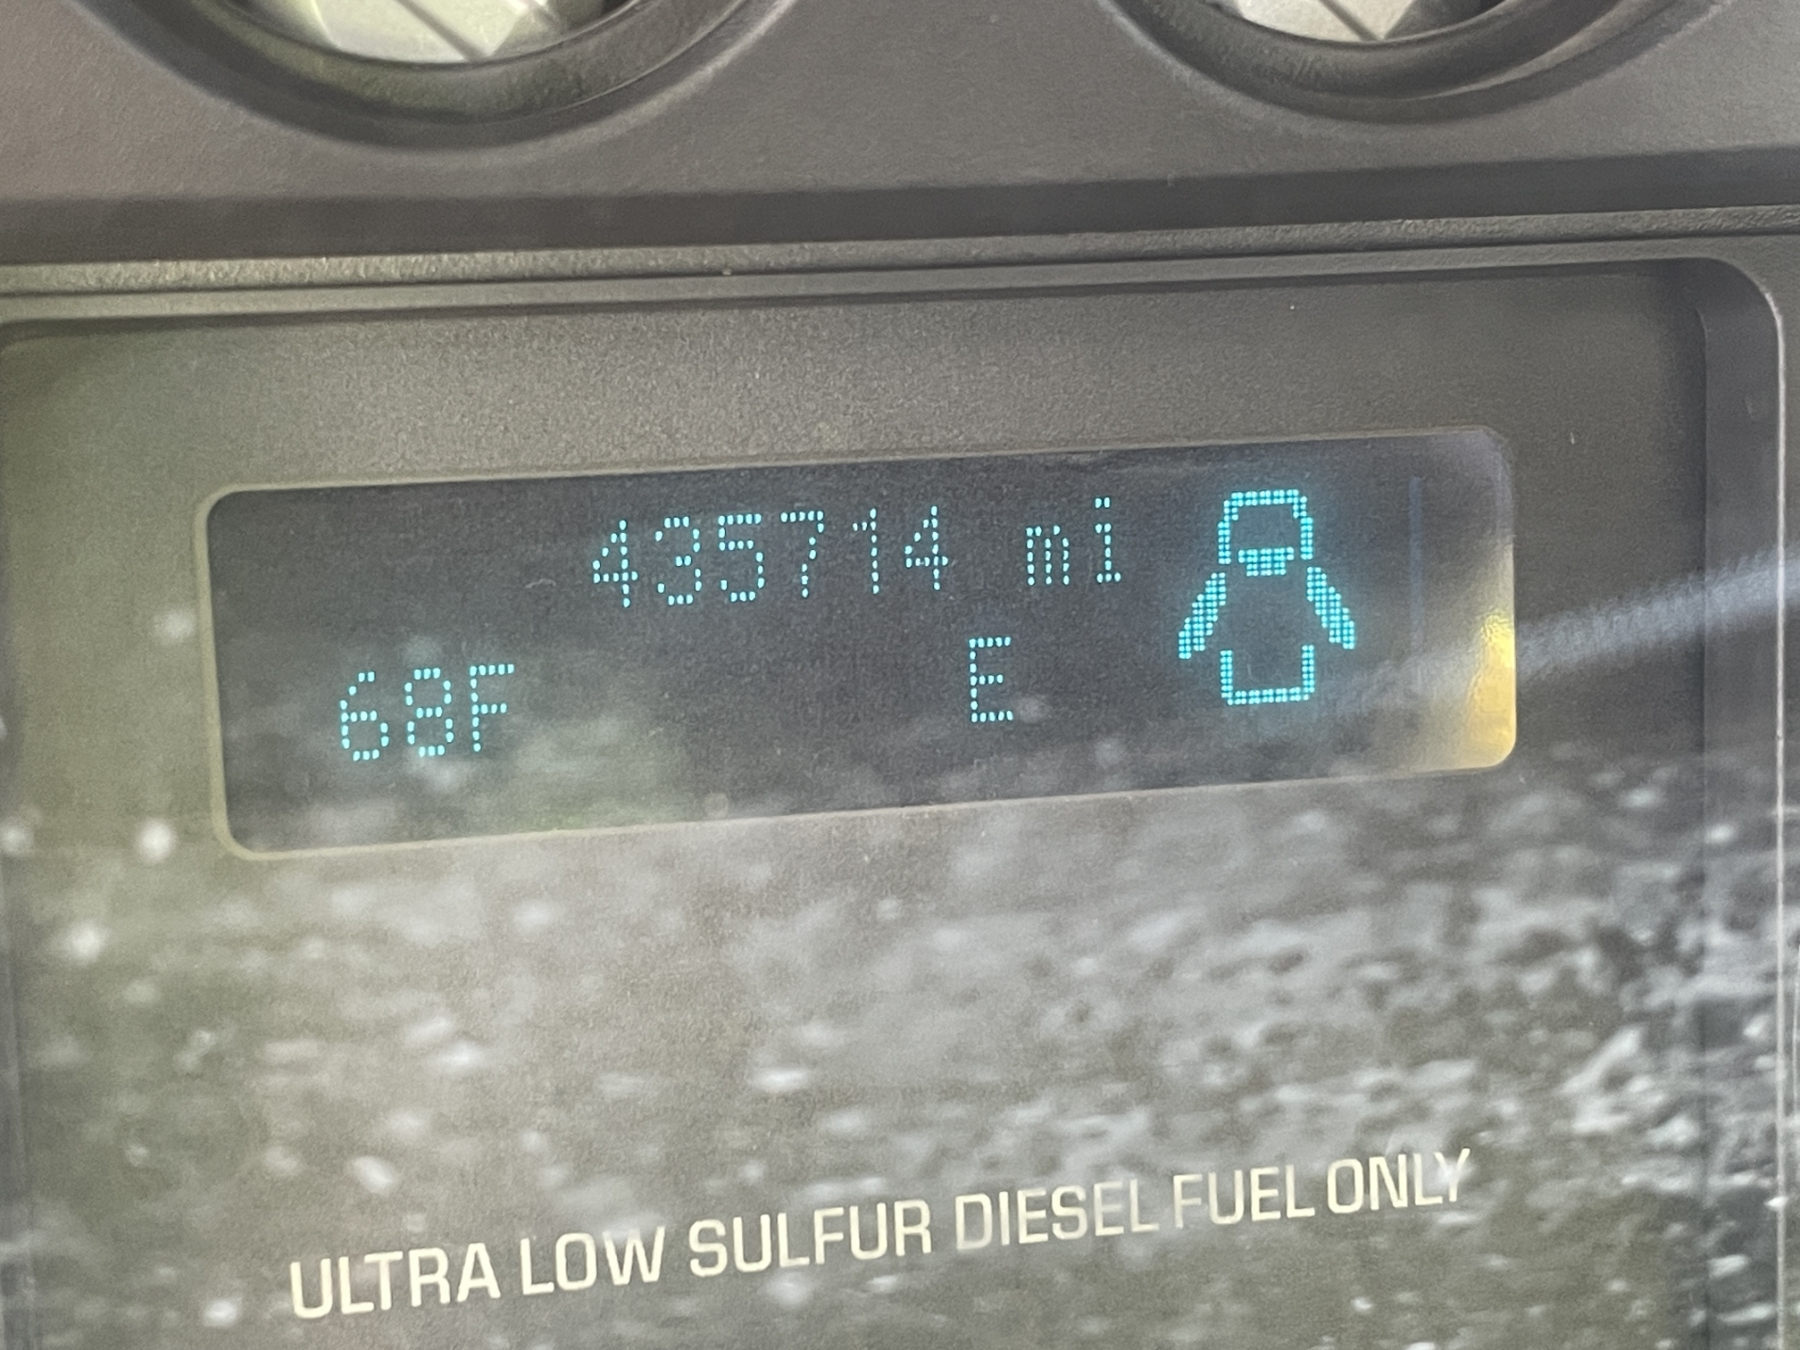 435714 mi
68F E
ULTRA LOW SULFUR DIESEL FUEL ONLY